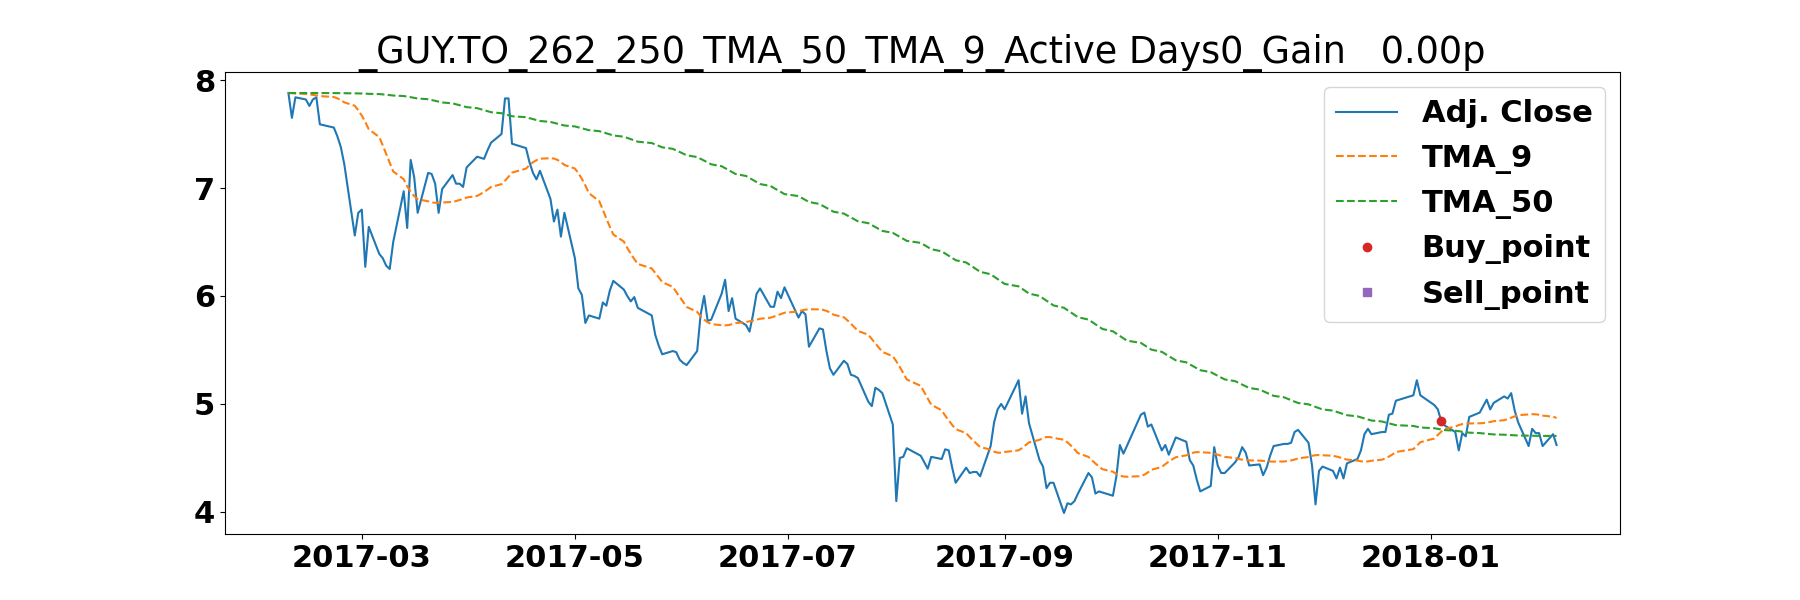 _GUY.TO_262_250_TMA_50_TMA_9_Active Days0_Gain   0.00p
8
7
6
5
4
Adj. Close
TMA_9
TMA_50
Buy_point
Sell_point
2017-03 2017-05 2017-07 2017-09 2017-11 2018-01